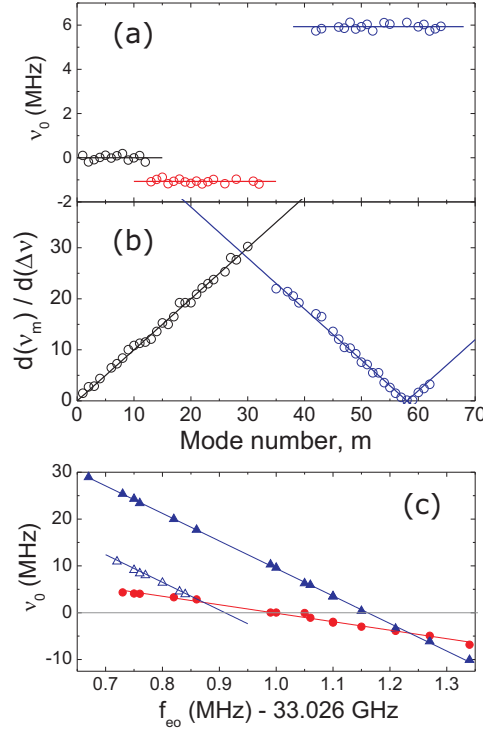 (a)
ν₀ (MHz)
6
4
2
0
-2
(b)
d(νₘ) / d(Δν)
30
20
10
0
0 10 20 30 40 50 60 70
Mode number, m
(c)
ν₀ (MHz)
30
20
10
0
-10
0.7 0.8 0.9 1.0 1.1 1.2 1.3
f_eo (MHz) - 33.026 GHz